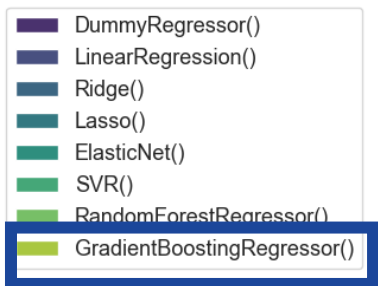 DummyRegressor()
LinearRegression()
Ridge()
Lasso()
ElasticNet()
SVR()
RandomForestRegressor()
GradientBoostingRegressor()